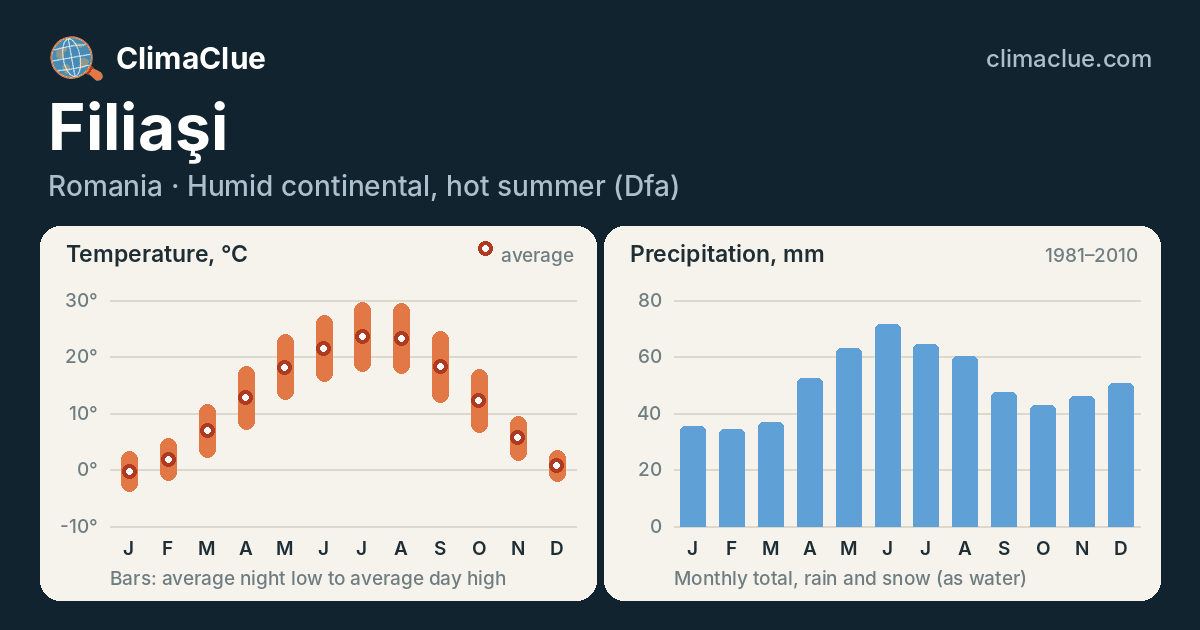 ClimaClue
climaclue.com
Filiaşi
Romania · Humid continental, hot summer (Dfa)
Temperature, °C
average
30°
20°
10°
0°
-10°
J F M A M J J A S O N D
Bars: average night low to average day high
Precipitation, mm
1981–2010
80
60
40
20
0
J F M A M J J A S O N D
Monthly total, rain and snow (as water)